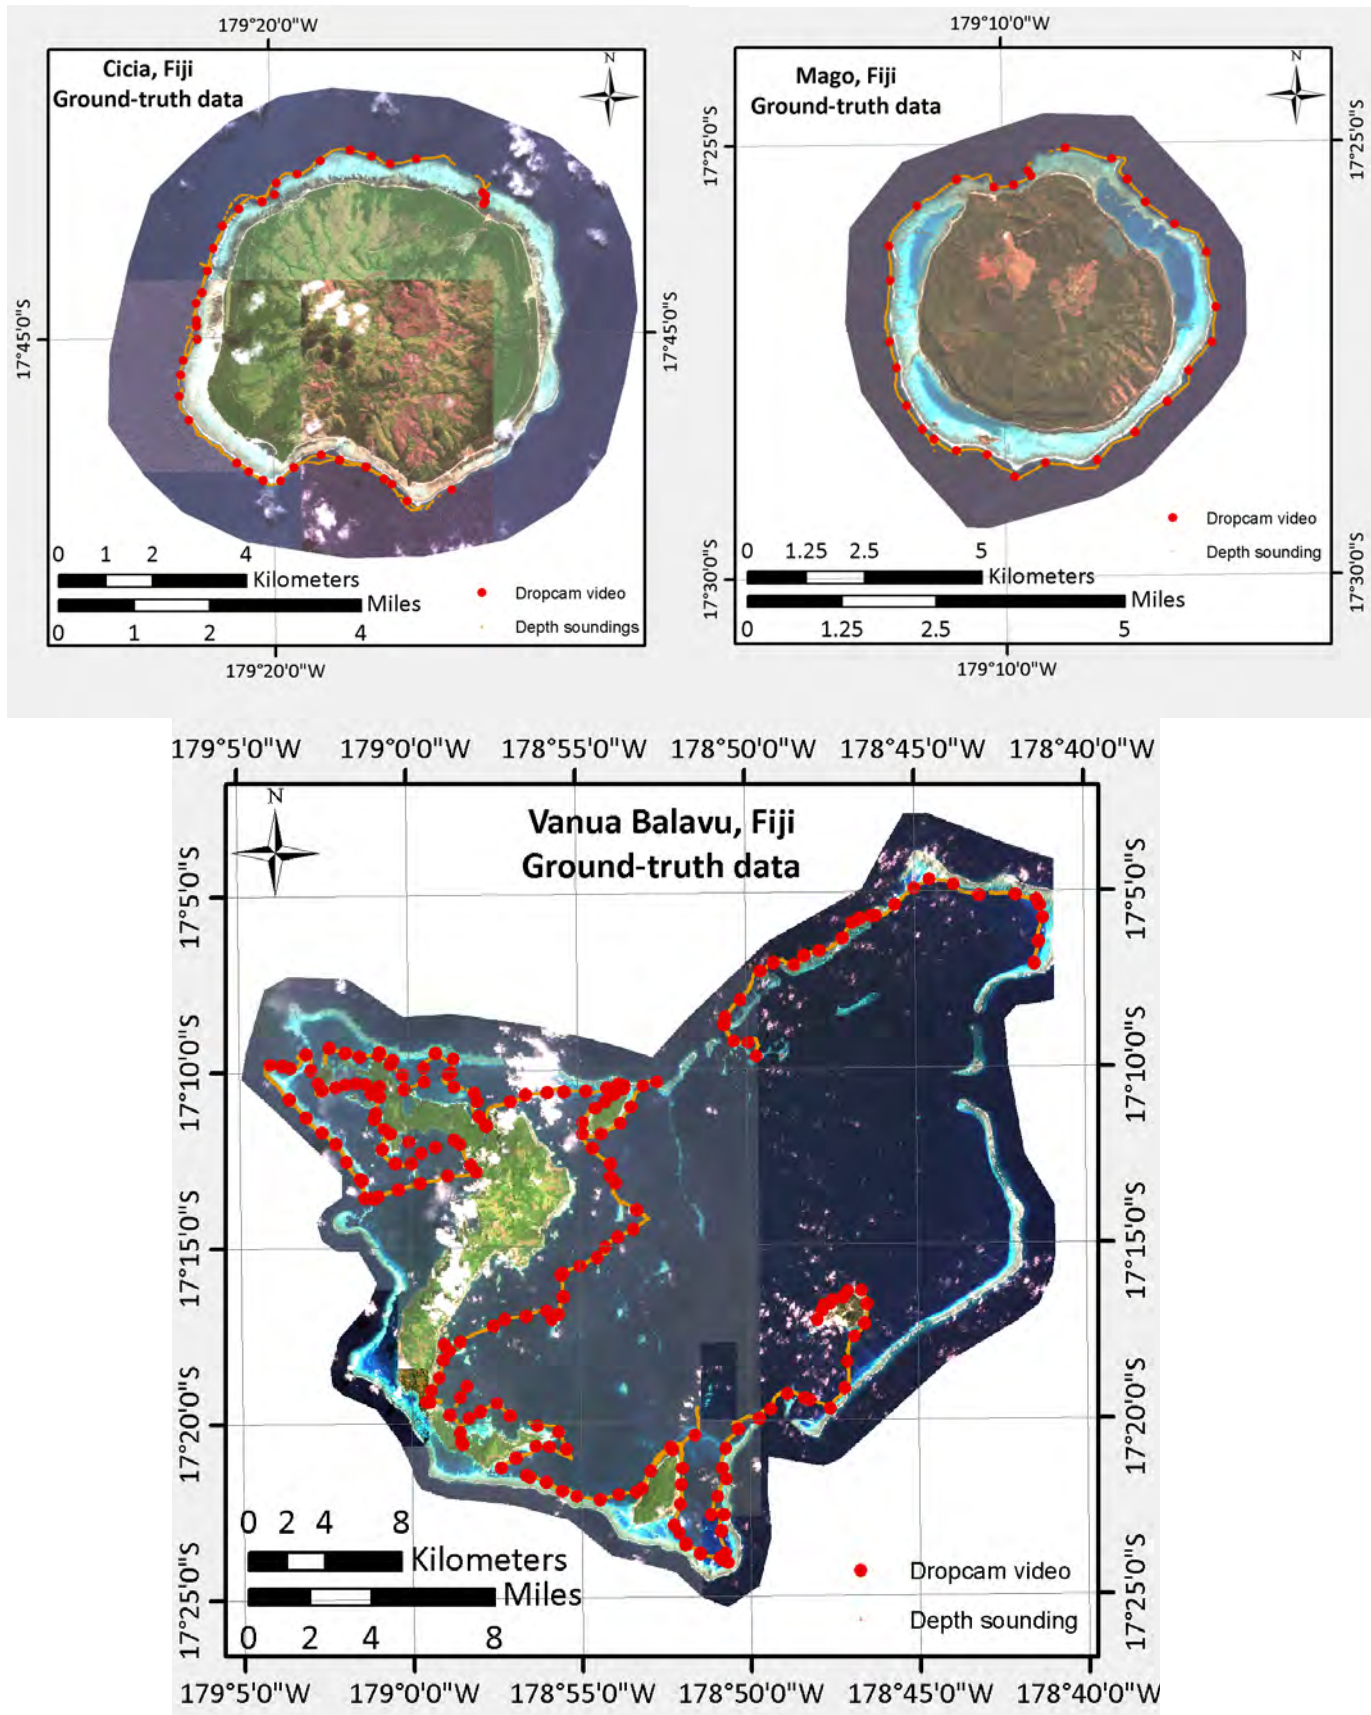 179°20'0"W
Cicia, Fiji
Ground-truth data
N
17°45'0"S
17°45'0"S
0 1 2 4
Kilometers
Miles
0 1 2 4
Dropcam video
Depth soundings
179°20'0"W
179°10'0"W
Mago, Fiji
Ground-truth data
N
17°25'0"S
17°25'0"S
Dropcam video
Depth sounding
0 1.25 2.5 5
Kilometers
Miles
0 1.25 2.5 5
17°30'0"S
17°30'0"S
179°10'0"W
179°5'0"W 179°0'0"W 178°55'0"W 178°50'0"W 178°45'0"W 178°40'0"W
N
Vanua Balavu, Fiji
Ground-truth data
17°5'0"S
17°5'0"S
17°10'0"S
17°10'0"S
17°15'0"S
17°15'0"S
17°20'0"S
17°20'0"S
17°25'0"S
17°25'0"S
0 2 4 8
Kilometers
Miles
0 2 4 8
Dropcam video
Depth sounding
179°5'0"W 179°0'0"W 178°55'0"W 178°50'0"W 178°45'0"W 178°40'0"W